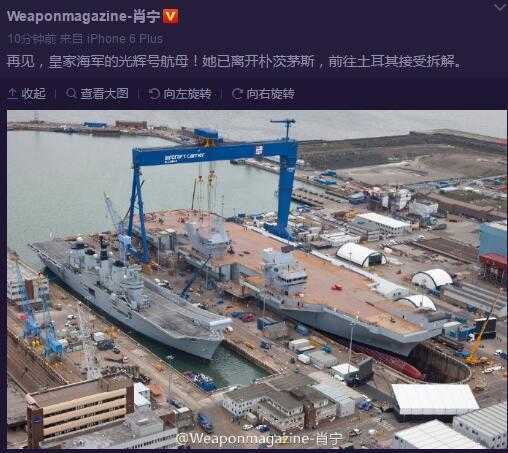 Weaponmagazine-肖宁 V
10分钟前 来自 iPhone 6 Plus
再见，皇家海军的光辉号航母！她已离开朴茨茅斯，前往土耳其接受拆解。
收起 查看大图 向左旋转 向右旋转
aircraft carrier
@Weaponmagazine-肖宁